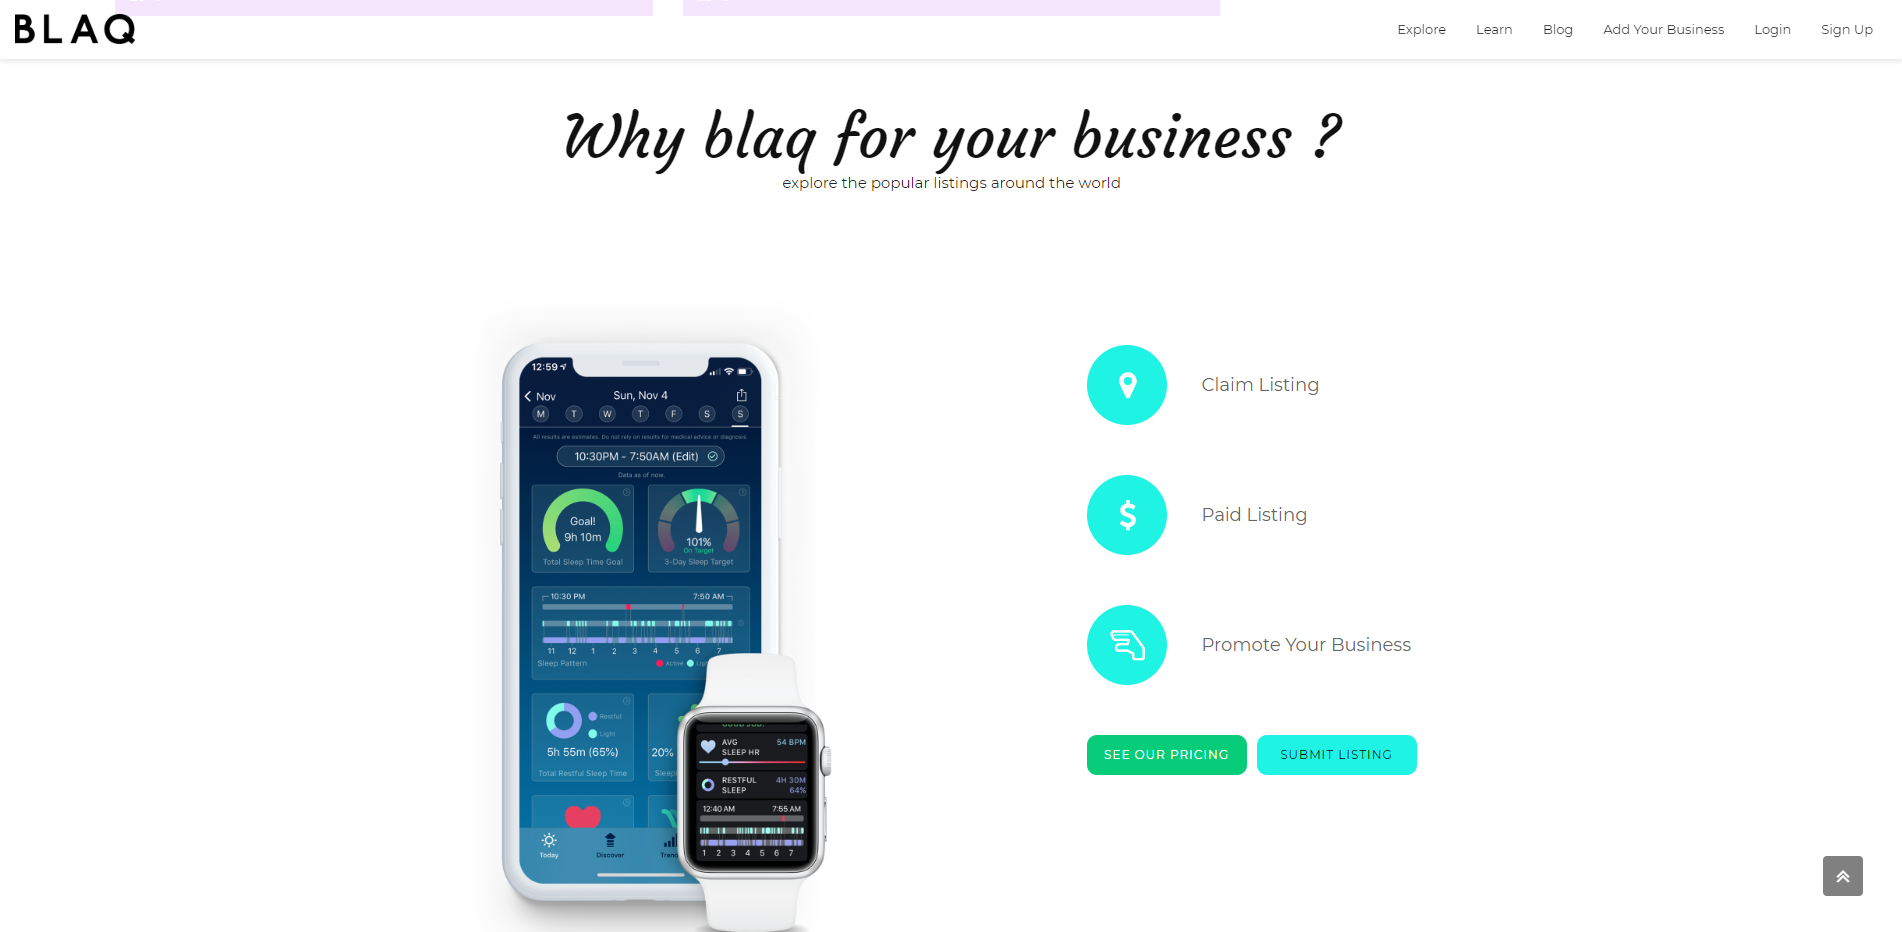 BLAQ
Explore
Learn
Blog
Add Your Business
Login
Sign Up
Why blaq for your business ?
explore the popular listings around the world
12:59
Nov
Sun, Nov 4
M T W T F S S
All results are estimates. Do not rely on results for medical advice or diagnosis.
10:30PM - 7:50AM (Edit)
Data as of now.
Goal!
9h 10m
Total Sleep Time Goal
101%
On Target
3-Day Sleep Target
10:30 PM
7:50 AM
11 12 1 2 3 4 5 6 7
Sleep Pattern
Active
Restful
Light
5h 55m (65%)
Total Restful Sleep Time
20%
Today
Discover
GOOD JOB!
AVG
SLEEP HR
54 BPM
RESTFUL
SLEEP
4H 30M
64%
12:40 AM
7:55 AM
1 2 3 4 5 6 7
Claim Listing
Paid Listing
Promote Your Business
SEE OUR PRICING
SUBMIT LISTING